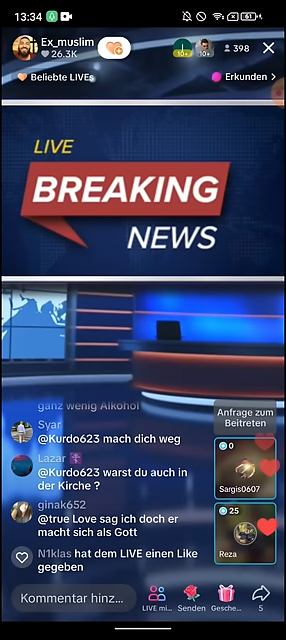 13:34
61
Ex_muslim
26.3K
10+
10+
398
Beliebte LIVEs
Erkunden >
LIVE
BREAKING
NEWS
ganz wenig Alkohol
Syar
@Kurdo623 mach dich weg
Lazar
@Kurdo623 warst du auch in
der Kirche ?
ginak652
@true Love sag ich doch er
macht sich als Gott
N1klas hat dem LIVE einen Like
gegeben
Anfrage zum
Beitreten
0
Sargis0607
25
Reza
Kommentar hinz...
LIVE mi...
Senden
Gesche...
5